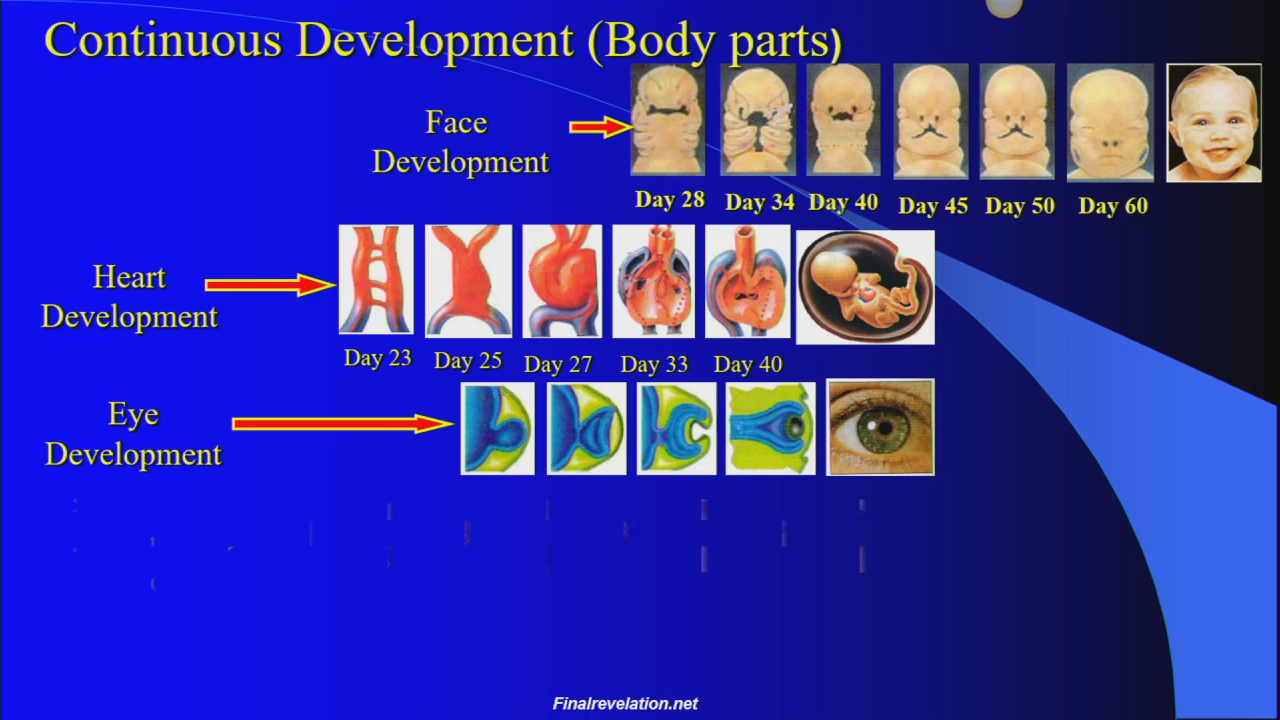 Continuous Development (Body parts)
Face
Development
Day 28
Day 34
Day 40
Day 45
Day 50
Day 60
Heart
Development
Day 23
Day 25
Day 27
Day 33
Day 40
Eye
Development
Finalrevelation.net